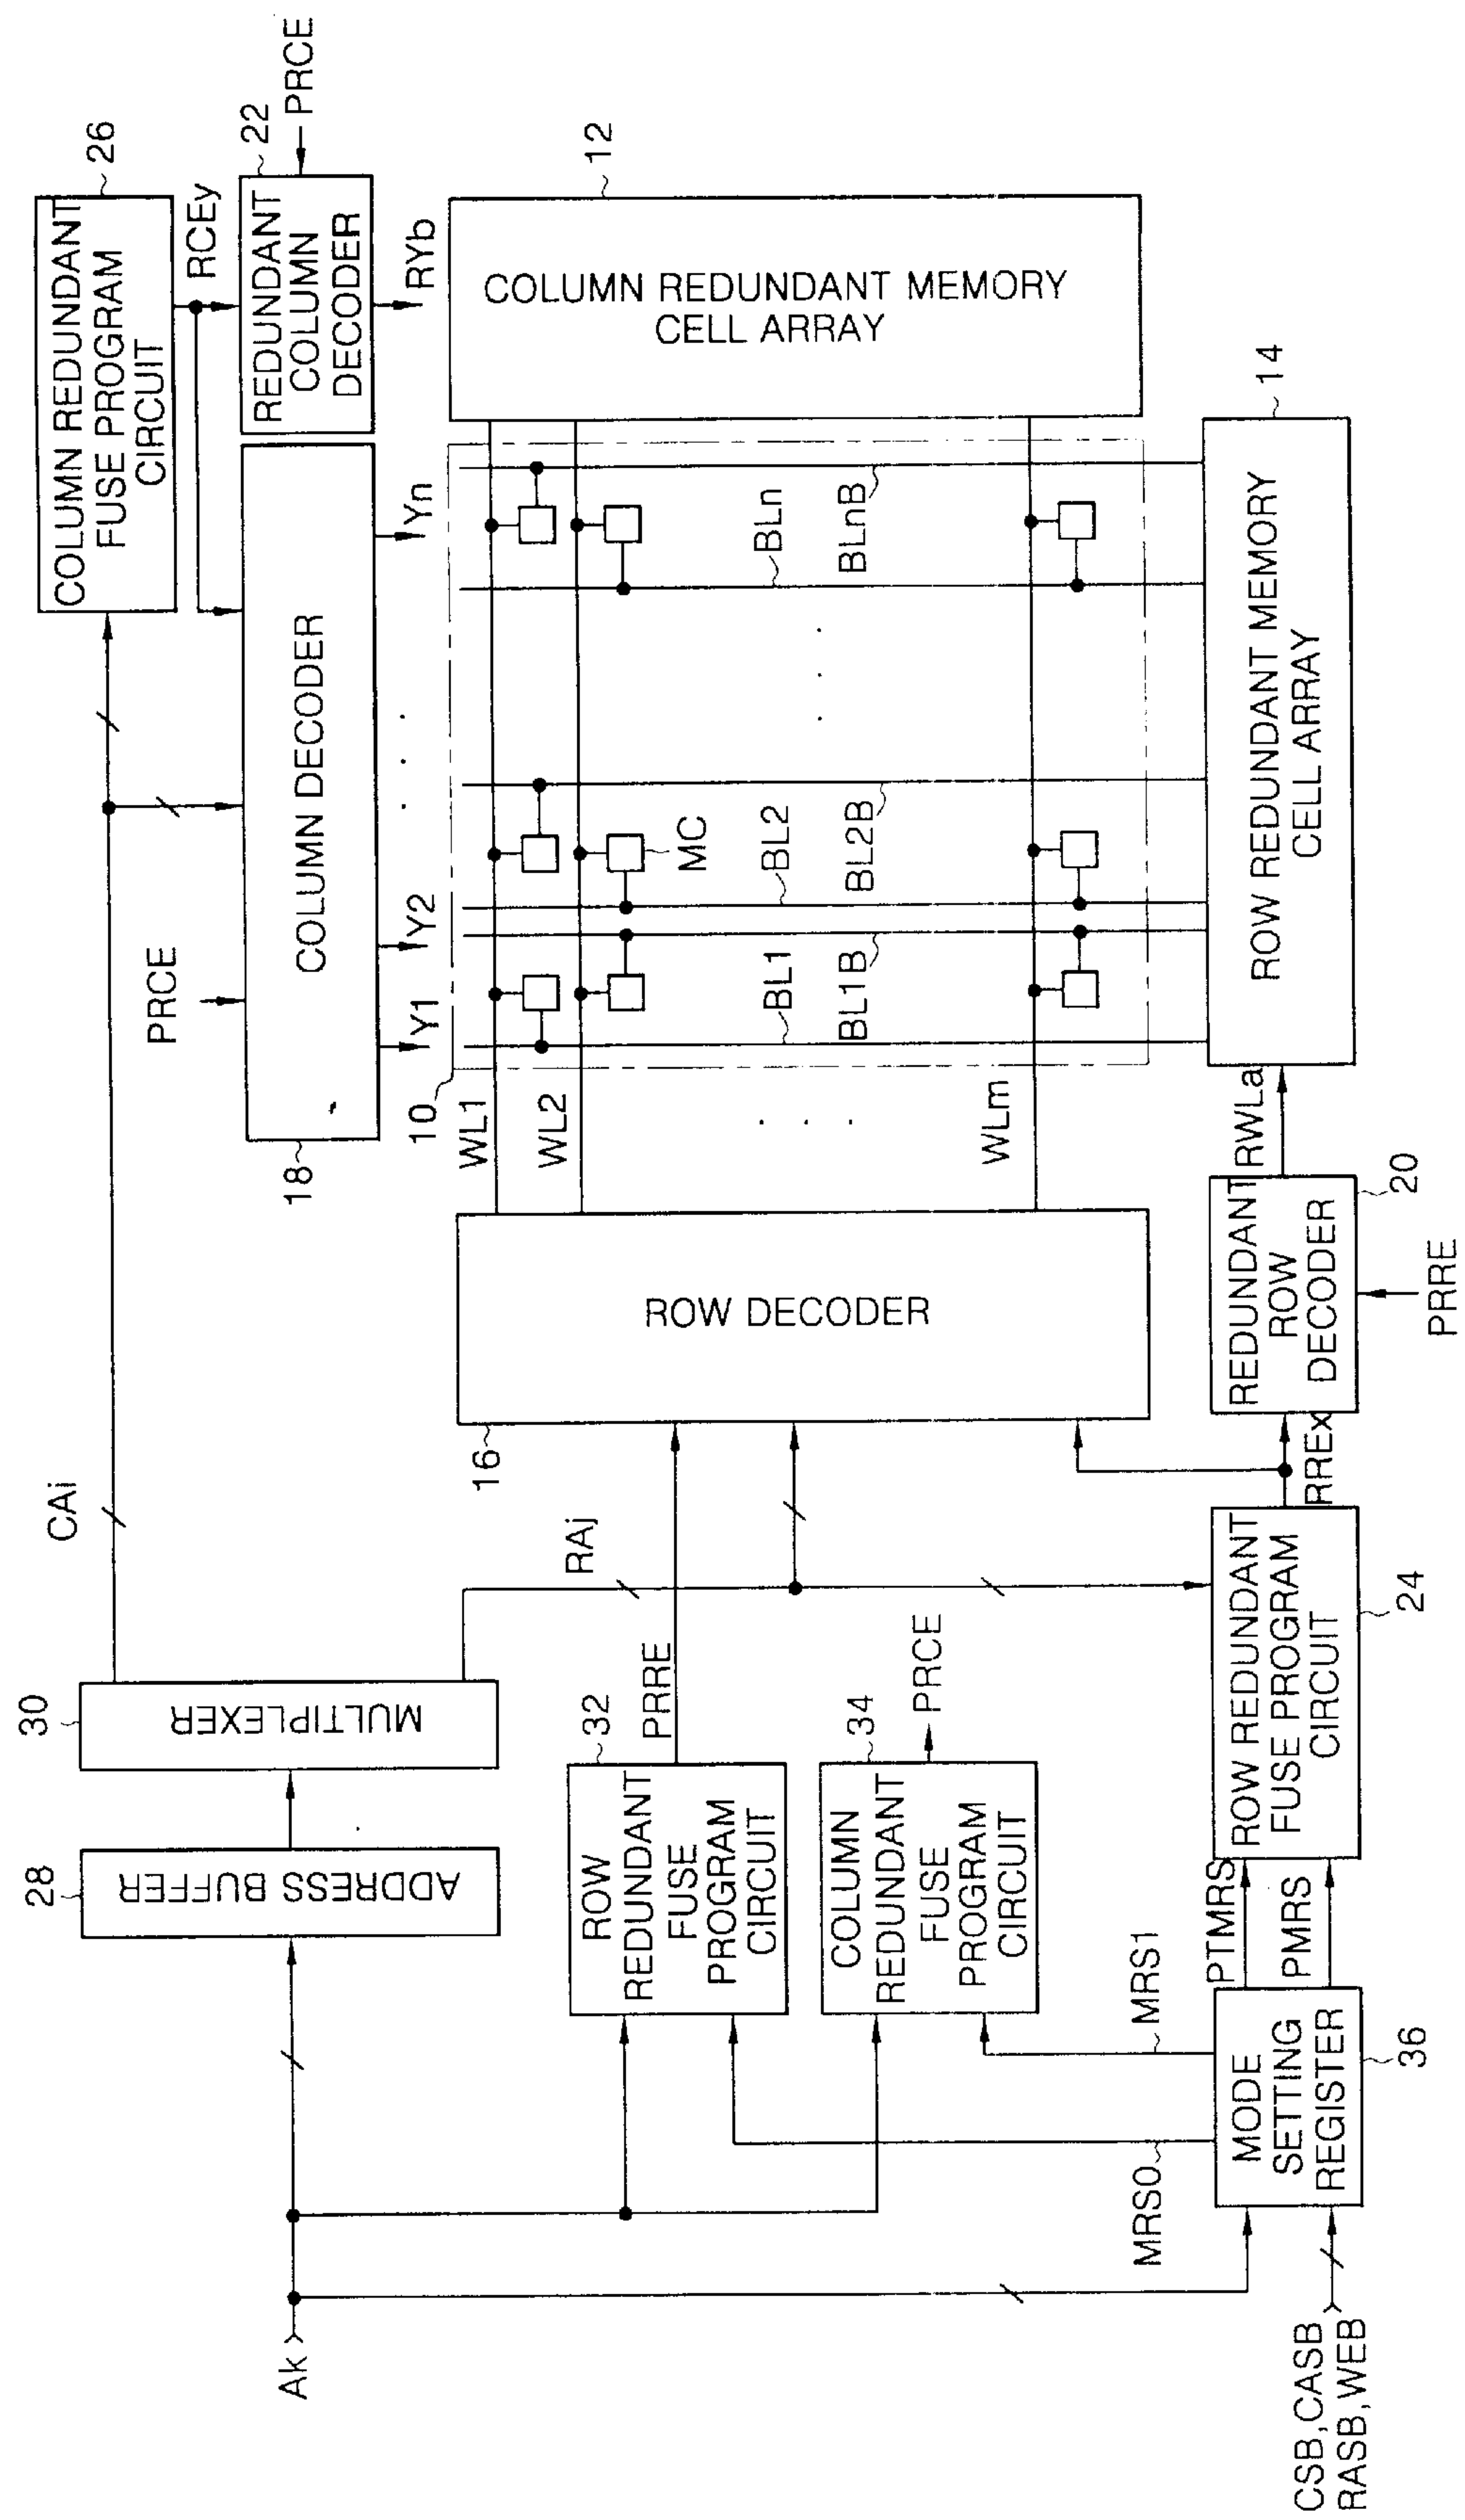 COLUMN REDUNDANT
FUSE PROGRAM
CIRCUIT
26
RCEy
REDUNDANT
COLUMN
DECODER
22
PRCE
RYb
CAi
COLUMN DECODER
18
PRCE
Y1
Y2
. . .
Yn
COLUMN REDUNDANT MEMORY
CELL ARRAY
12
10
WL1
WL2
. . .
WLm
BL1
BL1B
BL2
BL2B
MC
. . .
BLn
BLnB
30
MULTIPLEXER
28
ADDRESS BUFFER
RAj
Ak
ROW DECODER
16
PRRE
ROW
REDUNDANT
FUSE
PROGRAM
CIRCUIT
32
COLUMN
REDUNDANT
FUSE
PROGRAM
CIRCUIT
34
PRCE
MRS0
MRS1
MODE
SETTING
REGISTER
36
CSB,CASB
RASB,WEB
PTMRS
PMRS
ROW REDUNDANT
FUSE PROGRAM
CIRCUIT
24
RREx
REDUNDANT
ROW
DECODER
20
PRRE
RWLa
ROW REDUNDANT MEMORY
CELL ARRAY
14